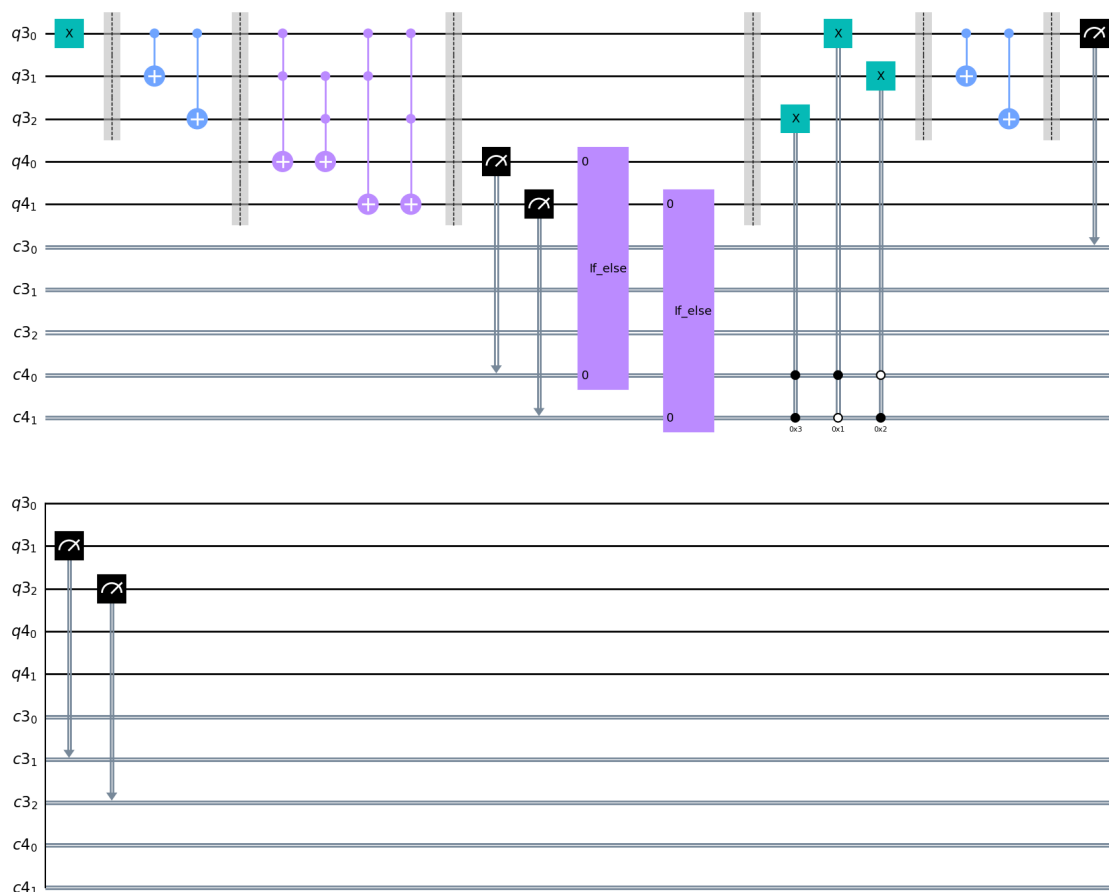 q3₀ X X
q3₁ X
q3₂ X
q4₀ 0
q4₁ 0
c3₀
If_else
c3₁
If_else
c3₂
c4₀ 0
c4₁ 0
0x3 0x1 0x2
q3₀
q3₁
q3₂
q4₀
q4₁
c3₀
c3₁
c3₂
c4₀
c4₁